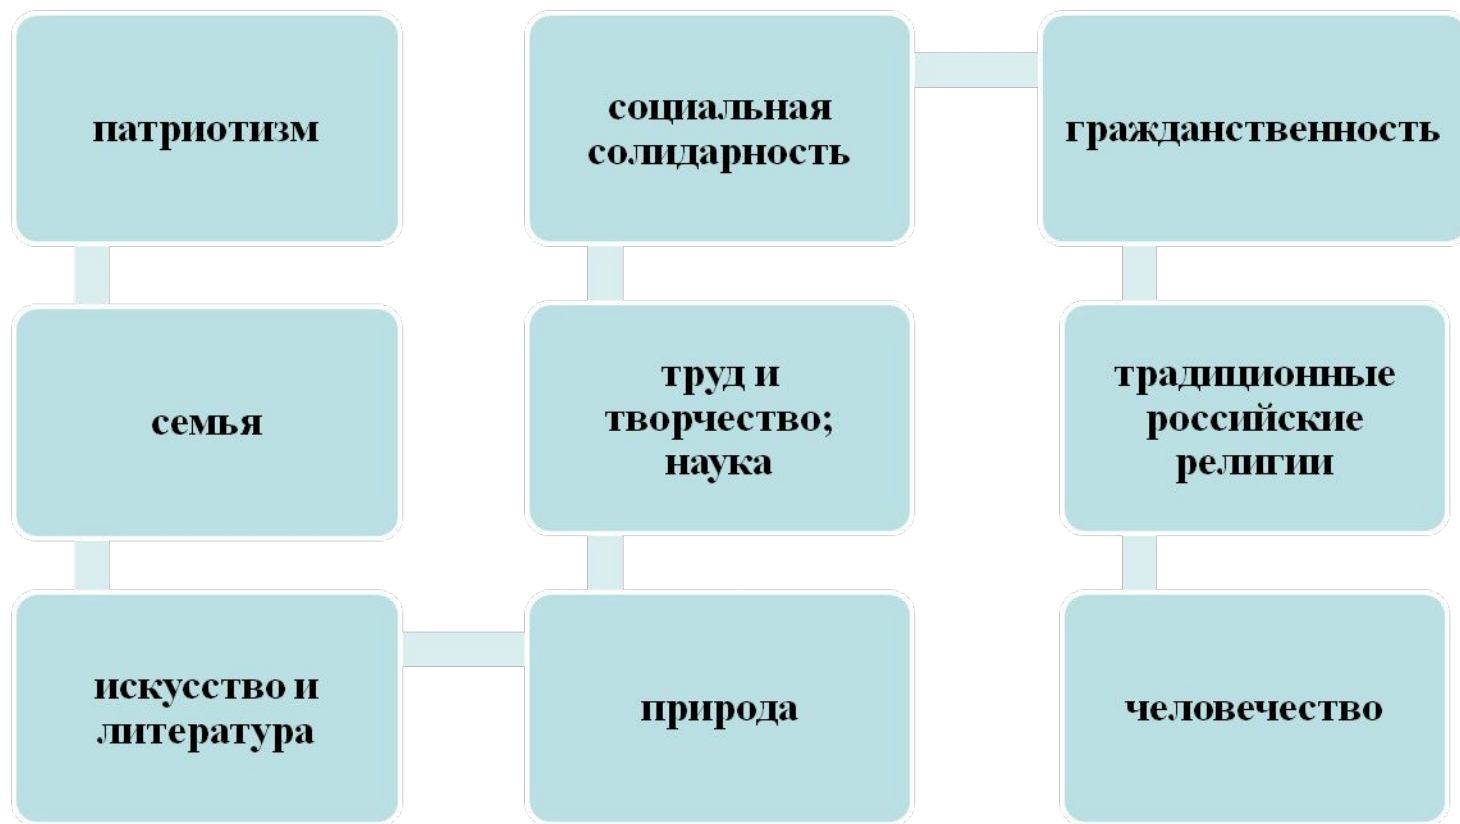 патриотизм
семья
искусство и
литература
природа
труд и
творчество;
наука
социальная
солидарность
гражданственность
традиционные
российские
религии
человечество